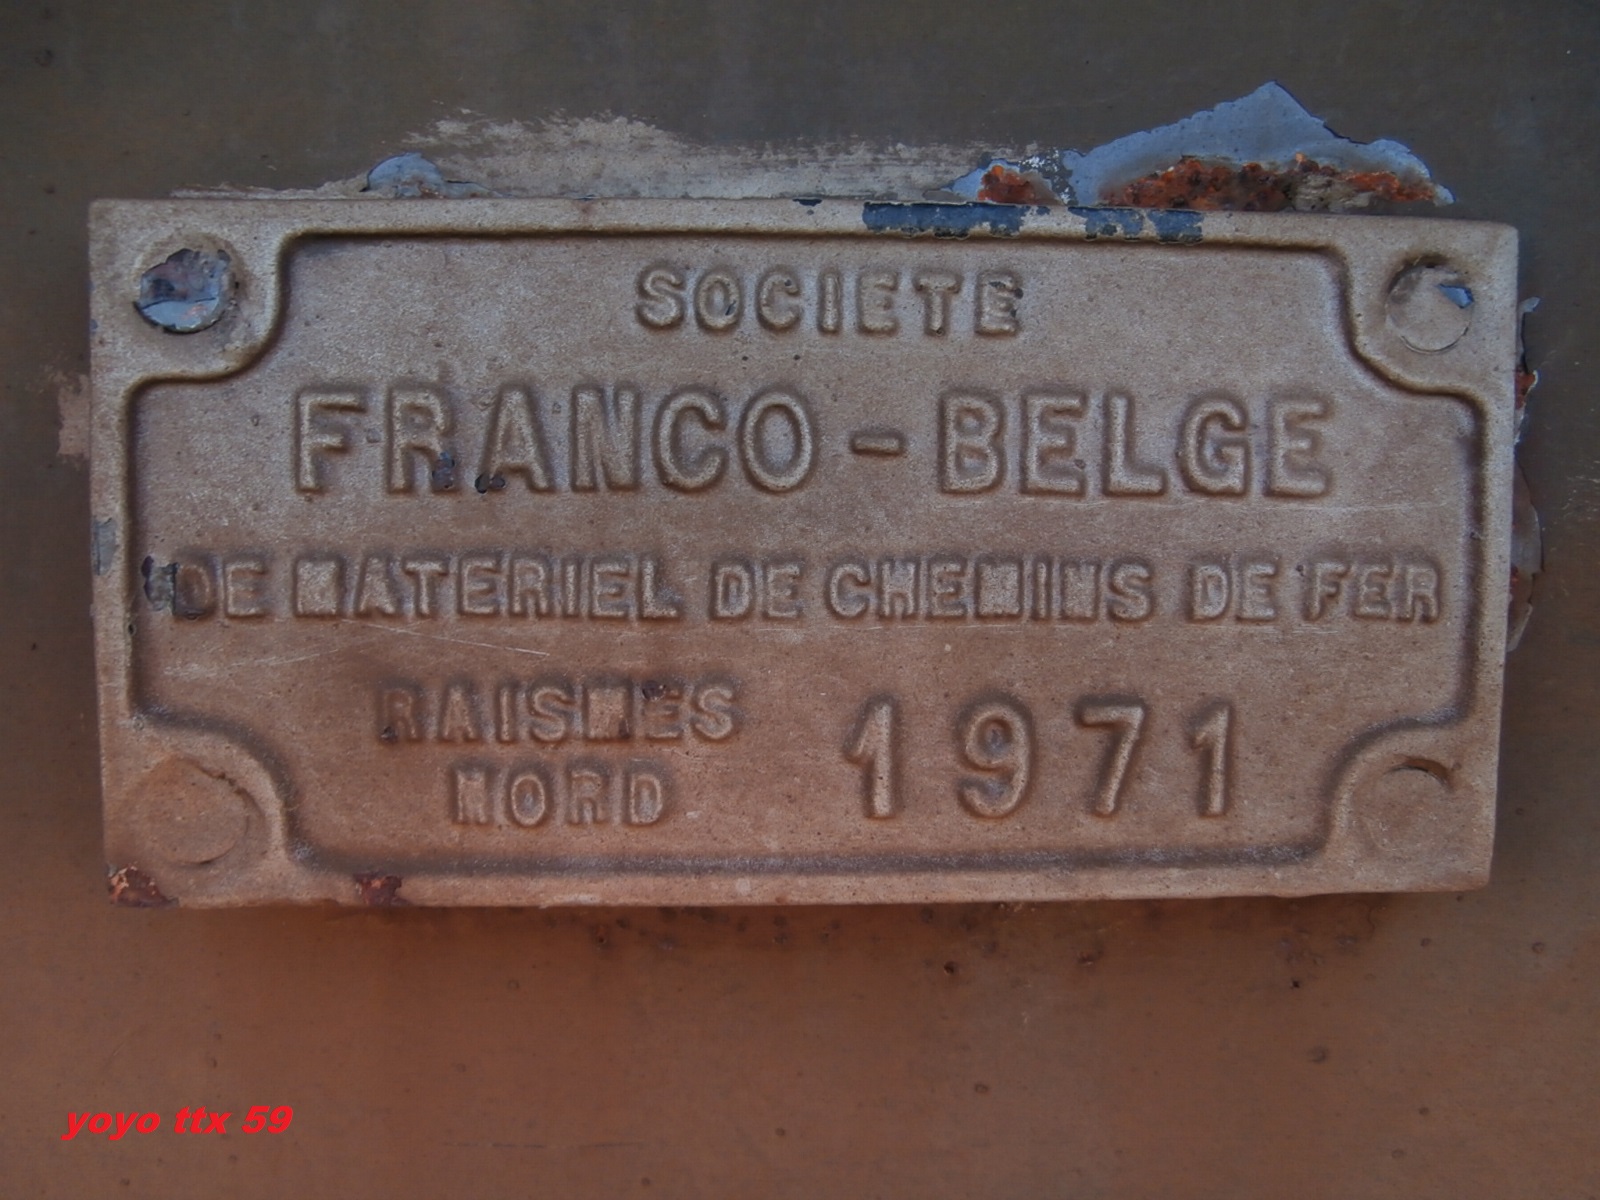 SOCIETE
FRANCO-BELGE
DE MATERIEL DE CHEMINS DE FER
RAISMES
NORD
1971
yoyo ttx 59